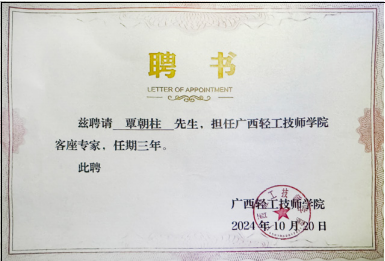 聘书
LETTER OF APPOINTMENT
兹聘请 覃朝柱 先生，担任广西轻工技师学院
客座专家，任期三年。
此聘
广西轻工技师学院
2024年10月20日